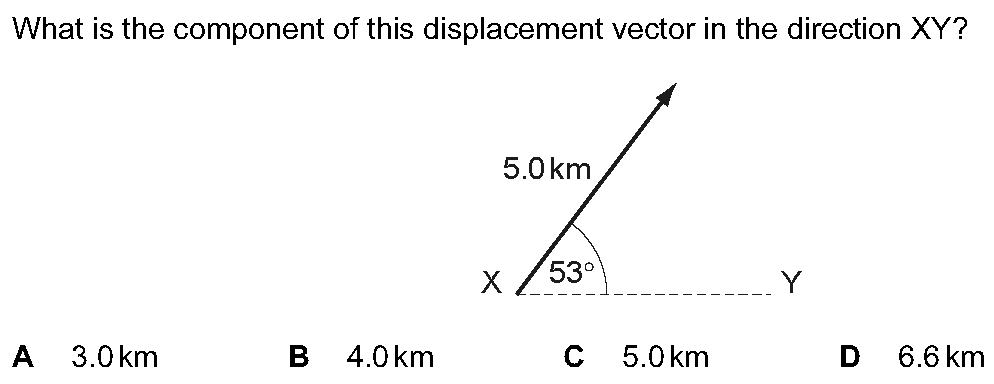 What is the component of this displacement vector in the direction XY?
5.0 km
53°
X
Y
A 3.0 km B 4.0 km C 5.0 km D 6.6 km